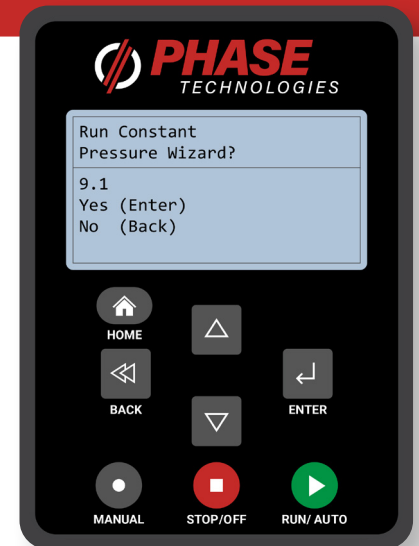 PHASE
TECHNOLOGIES
Run Constant
Pressure Wizard?
9.1
Yes (Enter)
No (Back)
HOME
BACK
ENTER
MANUAL
STOP/OFF
RUN/ AUTO